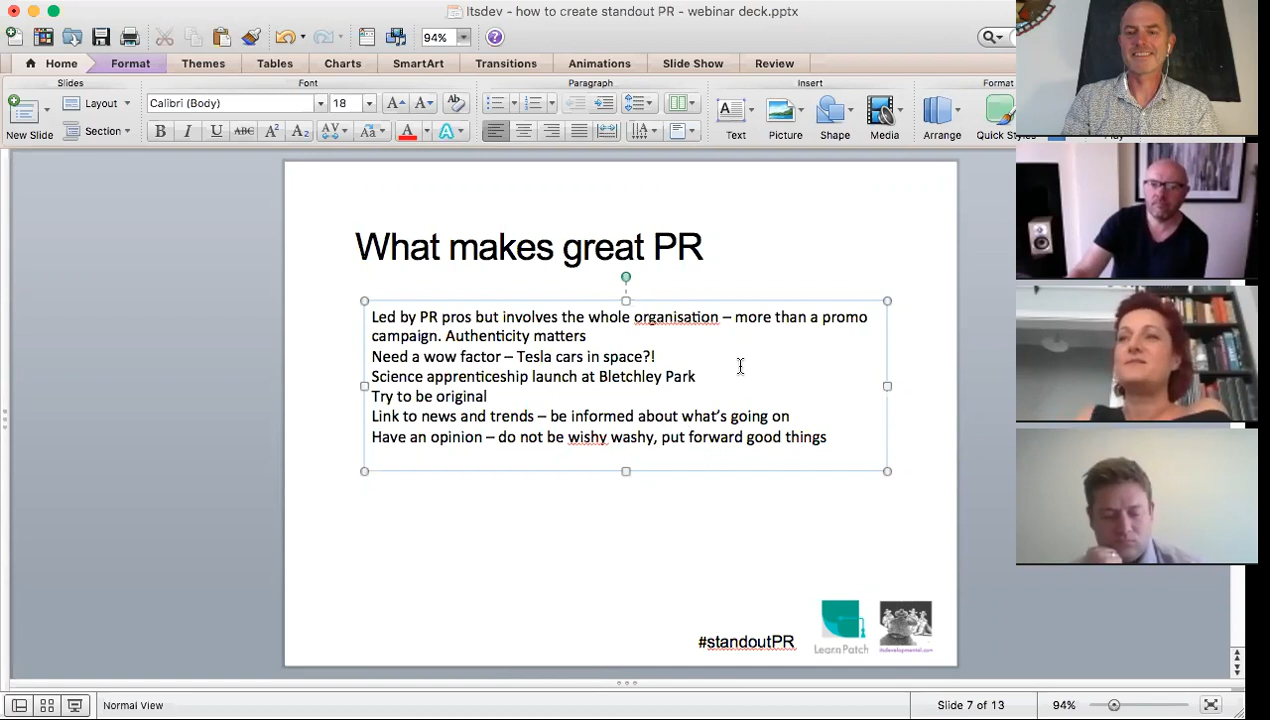 Itsdev - how to create standout PR - webinar deck.pptx
94%
Home Format Themes Tables Charts SmartArt Transitions Animations Slide Show Review
Slides Font Paragraph Insert Format
New Slide Layout Section
Calibri (Body) 18
Text Picture Shape Media Arrange Quick Styles
What makes great PR
Led by PR pros but involves the whole organisation – more than a promo
campaign. Authenticity matters
Need a wow factor – Tesla cars in space?!
Science apprenticeship launch at Bletchley Park
Try to be original
Link to news and trends – be informed about what's going on
Have an opinion – do not be wishy washy, put forward good things
#standoutPR
LearnPatch
itsdevelopmental.com
Normal View
Slide 7 of 13
94%